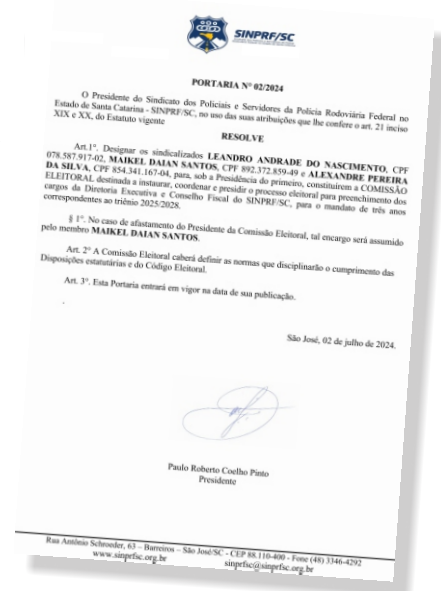 SINPRF/SC
PORTARIA N° 02/2024
O Presidente do Sindicato dos Policiais e Servidores da Polícia Rodoviária Federal no
Estado de Santa Catarina - SINPRF/SC, no uso das suas atribuições que lhe confere o art. 21 inciso
XIX e XX, do Estatuto vigente
RESOLVE
Art.1°. Designar os sindicalizados LEANDRO ANDRADE DO NASCIMENTO, CPF
078.587.917-02, MAIKEL DAIAN SANTOS, CPF 892.372.859-49 e ALEXANDRE PEREIRA
DA SILVA, CPF 854.341.167-04, para, sob a Presidência do primeiro, constituírem a COMISSÃO
ELEITORAL destinada a instaurar, coordenar e presidir o processo eleitoral para preenchimento dos
cargos da Diretoria Executiva e Conselho Fiscal do SINPRF/SC, para o mandato de três anos
correspondentes ao triênio 2025/2028.
§ 1°. No caso de afastamento do Presidente da Comissão Eleitoral, tal encargo será assumido
pelo membro MAIKEL DAIAN SANTOS.
Art. 2° A Comissão Eleitoral caberá definir as normas que disciplinarão o cumprimento das
Disposições estatutárias e do Código Eleitoral.
Art. 3°. Esta Portaria entrará em vigor na data de sua publicação.
São José, 02 de julho de 2024.
Paulo Roberto Coelho Pinto
Presidente
Rua Antônio Schroeder, 63 – Barreiros – São José/SC - CEP 88.110-400 - Fone (48) 3346-4292
www.sinprfsc.org.br sinprfsc@sinprfsc.org.br